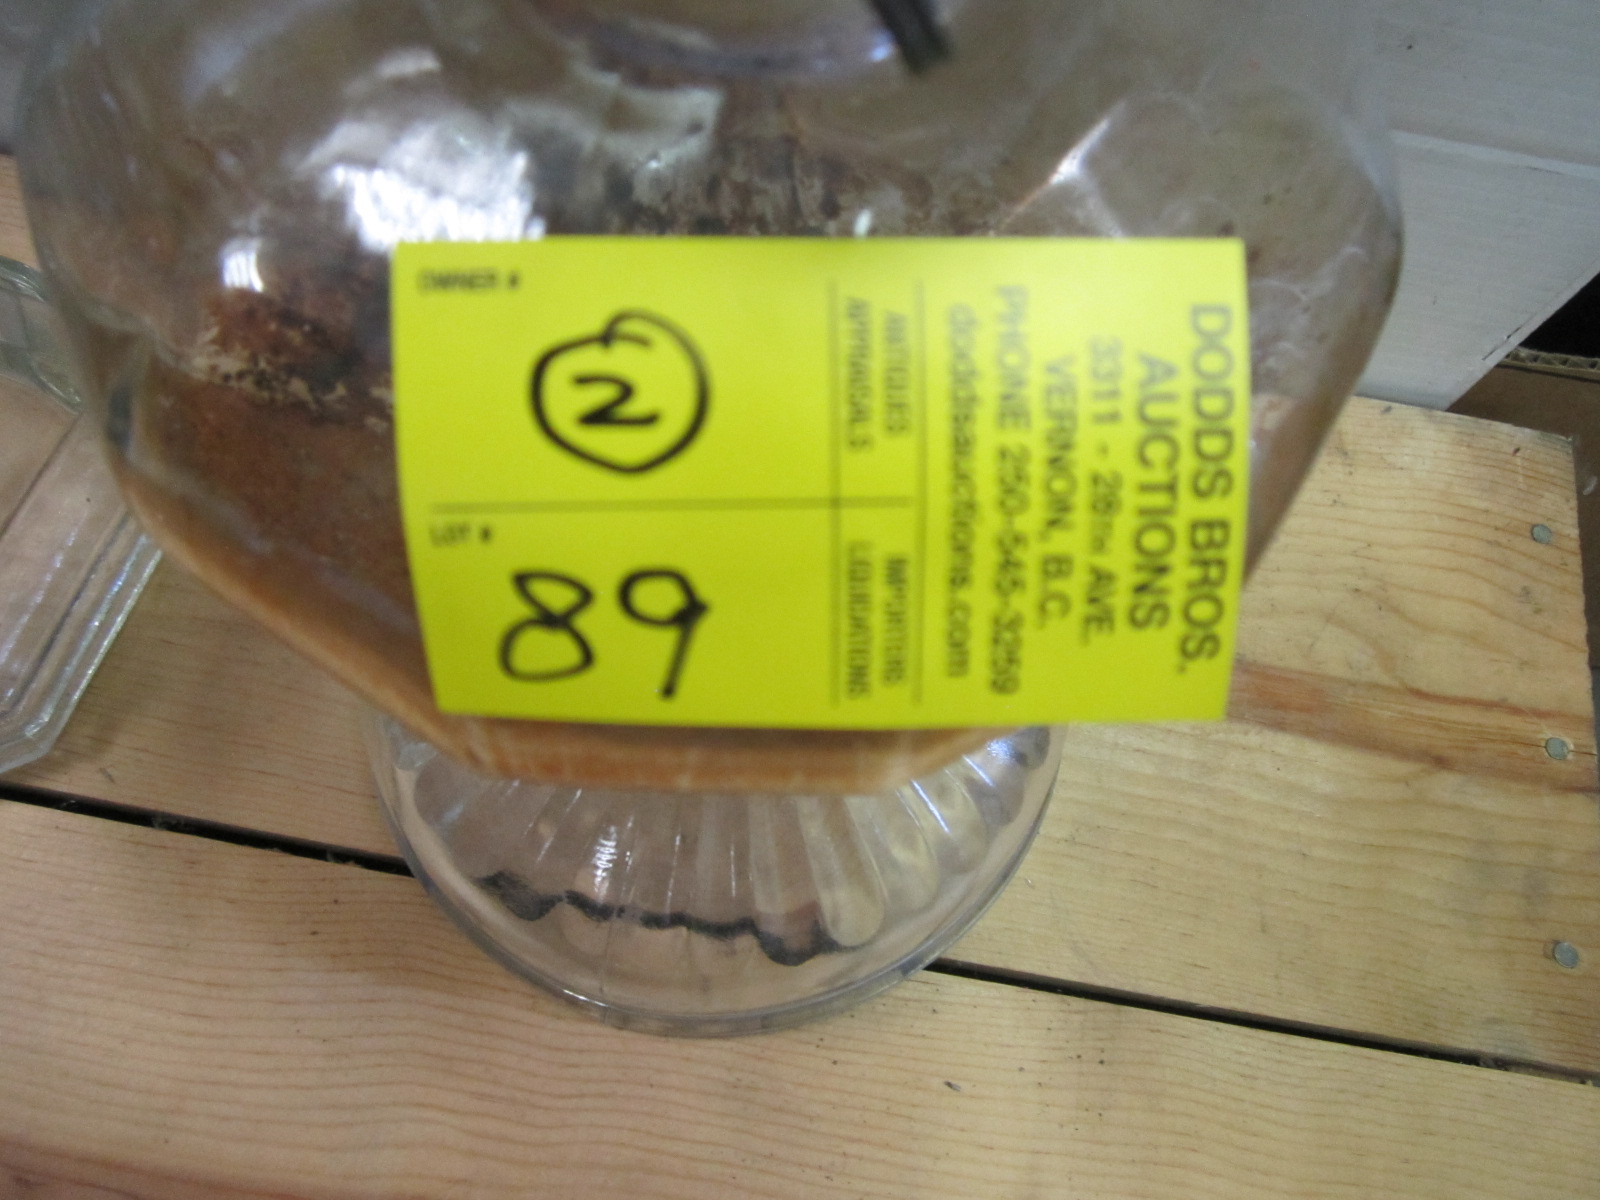 DODDS BROS.
AUCTIONS
3311 - 28TH AVE.
VERNON, B.C.
PHONE 250-545-3259
doddsauctions.com
ANTIQUES IMPORTERS
APPRAISALS LIQUIDATIONS
OWNER #
N
LOT #
89